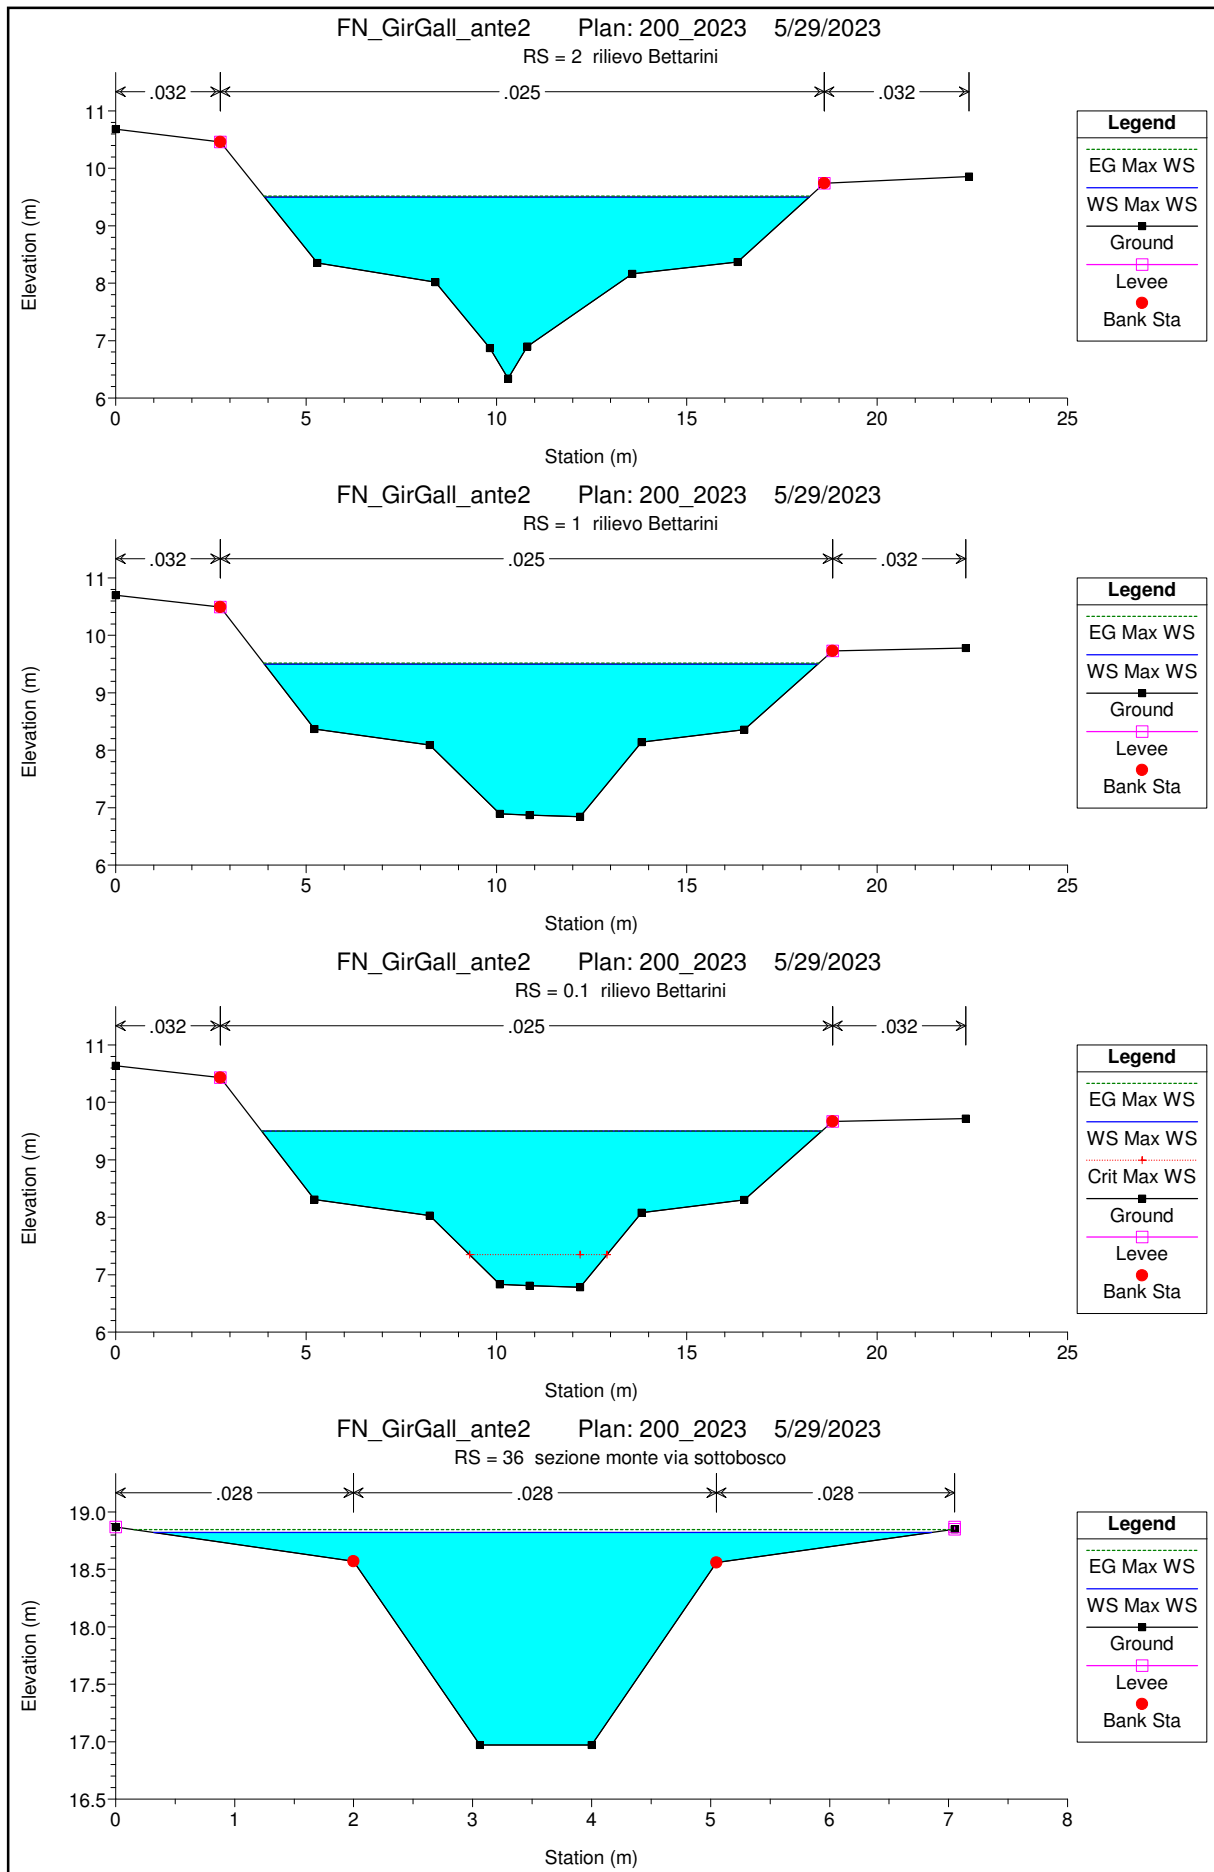 FN_GirGall_ante2 Plan: 200_2023 5/29/2023
RS = 2 rilievo Bettarini
.032 .025 .032
11
10
9
8
7
6
0 5 10 15 20 25
Elevation (m)
Station (m)
Legend
EG Max WS
WS Max WS
Ground
Levee
Bank Sta
FN_GirGall_ante2 Plan: 200_2023 5/29/2023
RS = 1 rilievo Bettarini
.032 .025 .032
11
10
9
8
7
6
0 5 10 15 20 25
Elevation (m)
Station (m)
Legend
EG Max WS
WS Max WS
Ground
Levee
Bank Sta
FN_GirGall_ante2 Plan: 200_2023 5/29/2023
RS = 0.1 rilievo Bettarini
.032 .025 .032
11
10
9
8
7
6
0 5 10 15 20 25
Elevation (m)
Station (m)
Legend
EG Max WS
WS Max WS
Crit Max WS
Ground
Levee
Bank Sta
FN_GirGall_ante2 Plan: 200_2023 5/29/2023
RS = 36 sezione monte via sottobosco
.028 .028 .028
19.0
18.5
18.0
17.5
17.0
16.5
0 1 2 3 4 5 6 7 8
Elevation (m)
Station (m)
Legend
EG Max WS
WS Max WS
Ground
Levee
Bank Sta